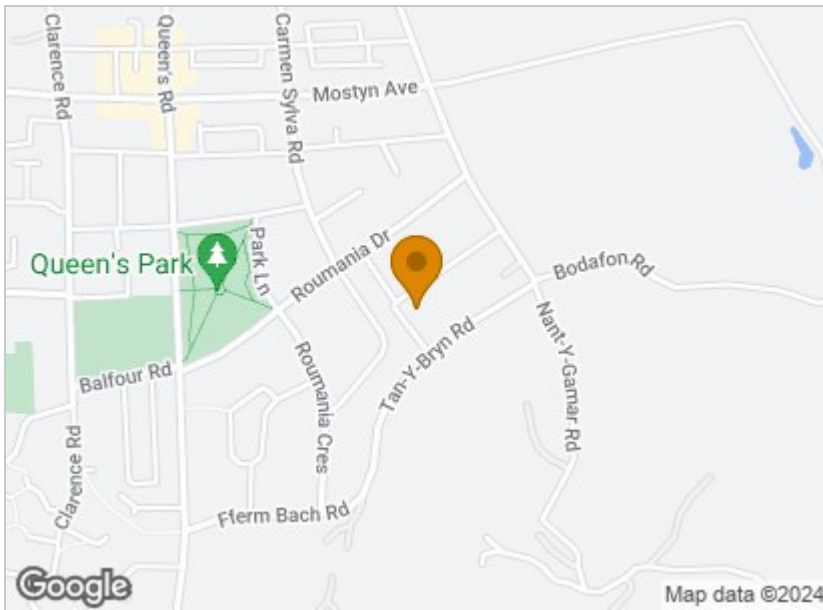 Clarence Rd
Queen's Rd
Carmen Sylva Rd
Mostyn Ave
Queen's Park
Park Ln
Roumania Dr
Bodafon Rd
Tan-Y-Bryn Rd
Nant-Y-Gamar Rd
Balfour Rd
Roumania Cres
Clarence Rd
Fferm Bach Rd
Google
Map data ©2024